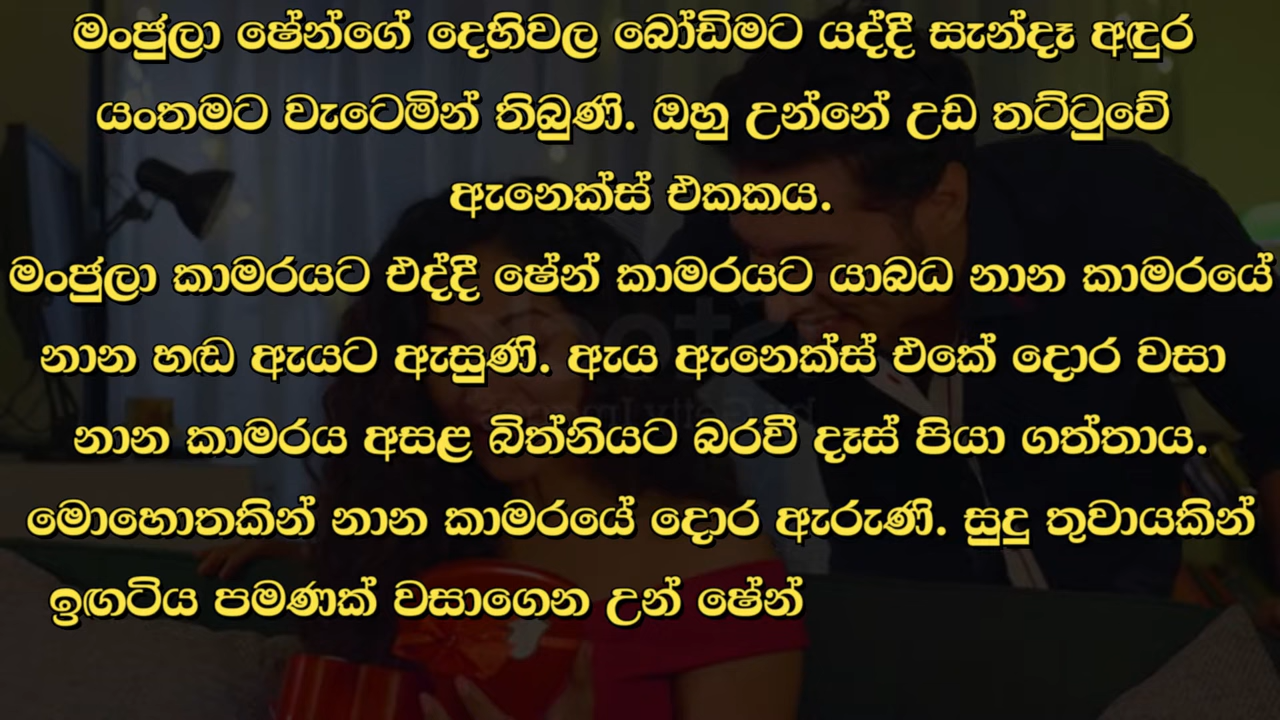 මංජුලා ෂේන්ගේ දෙහිවල බෝඩිමට යද්දී සැන්දෑ අඳුර
යංතමට වැටෙමින් තිබුණි. ඔහු උන්නේ උඩ තට්ටුවේ
ඇනෙක්ස් එකකය.
මංජුලා කාමරයට එද්දී ෂේන් කාමරයට යාබධ නාන කාමරයේ
නාන හඬ ඇයට ඇසුණි. ඇය ඇනෙක්ස් එකේ දොර වසා
නාන කාමරය අසළ බිත්නියට බරවී දෑස් පියා ගත්තාය.
මොහොතකින් නාන කාමරයේ දොර ඇරුණි. සුදු තුවායකින්
ඉඟටිය පමණක් වසාගෙන උන් ෂේන්